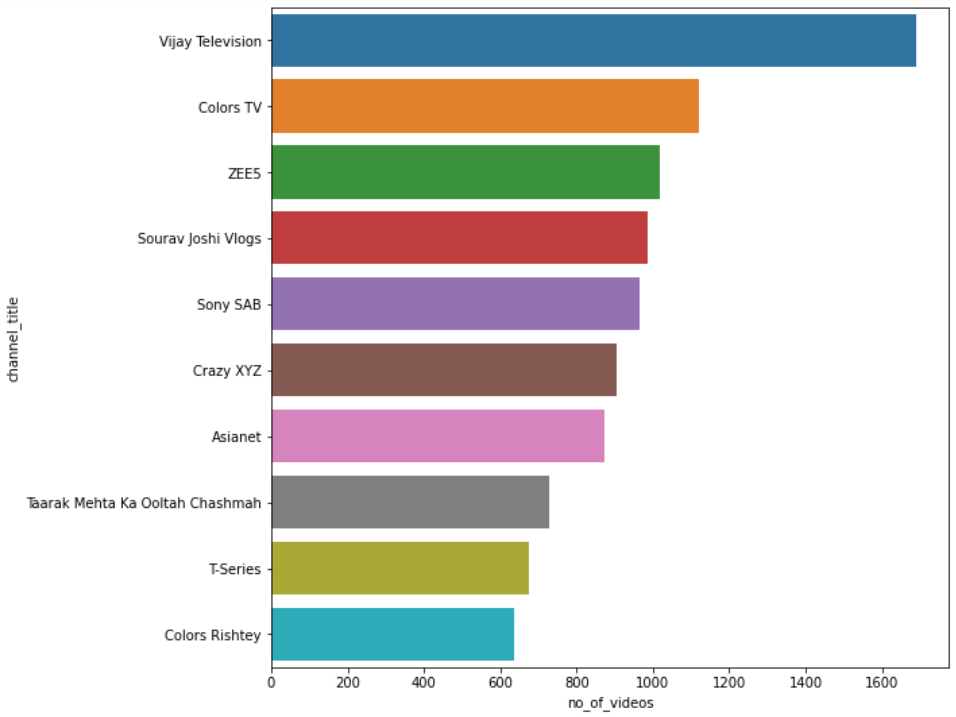 Vijay Television
Colors TV
ZEE5
Sourav Joshi Vlogs
Sony SAB
Crazy XYZ
Asianet
Taarak Mehta Ka Ooltah Chashmah
T-Series
Colors Rishtey
channel_title
0 200 400 600 800 1000 1200 1400 1600
no_of_videos